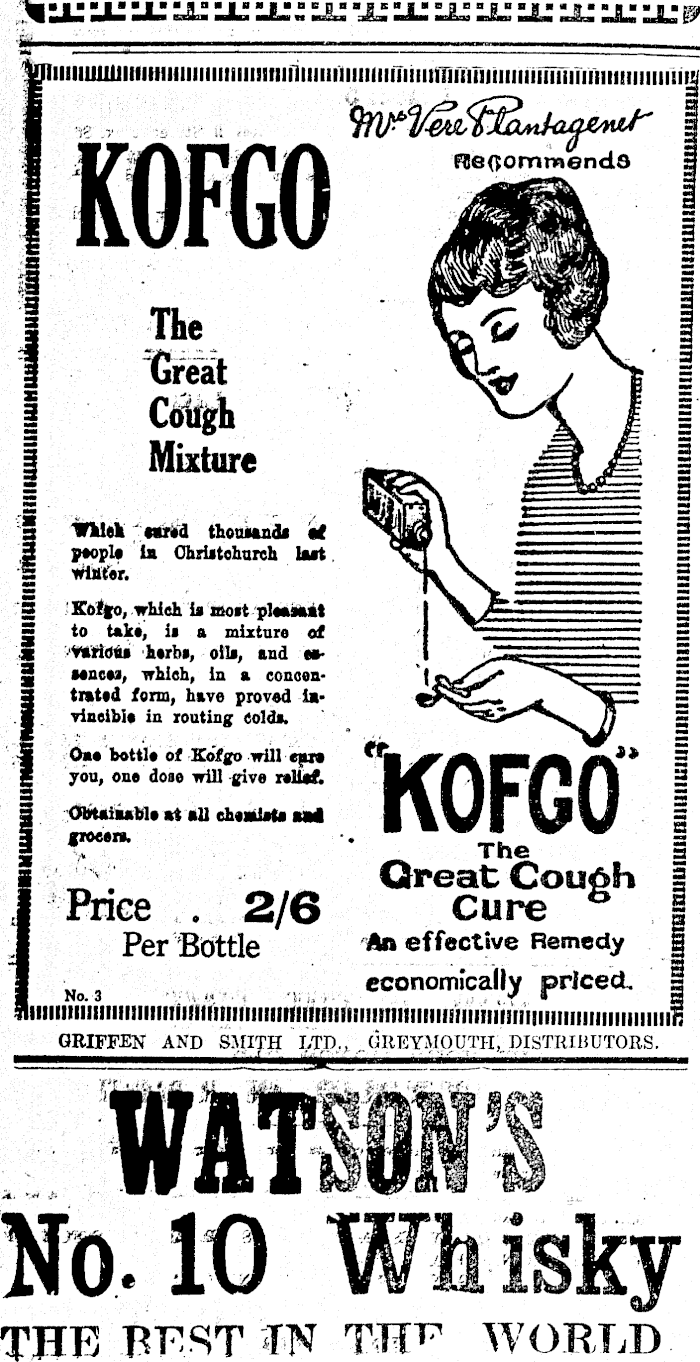 KOFGO
The
Great
Cough
Mixture
Which cured thousands of
people in Christchurch last
winter.
Kofgo, which is most pleasant
to take, is a mixture of
various herbs, oils, and es-
sences, which, in a concen-
trated form, have proved in-
vincible in routing colds.
One bottle of Kofgo will cure
you, one dose will give relief.
Obtainable at all chemists and
grocers.
Price . 2/6
Per Bottle
No. 3
Mrs Vere Plantagenet
Recommends
"KOFGO"
The
Great Cough
Cure
An effective Remedy
economically priced.
GRIFFEN AND SMITH LTD., GREYMOUTH, DISTRIBUTORS.
WATSON'S
No. 10 Whisky
THE BEST IN THE WORLD